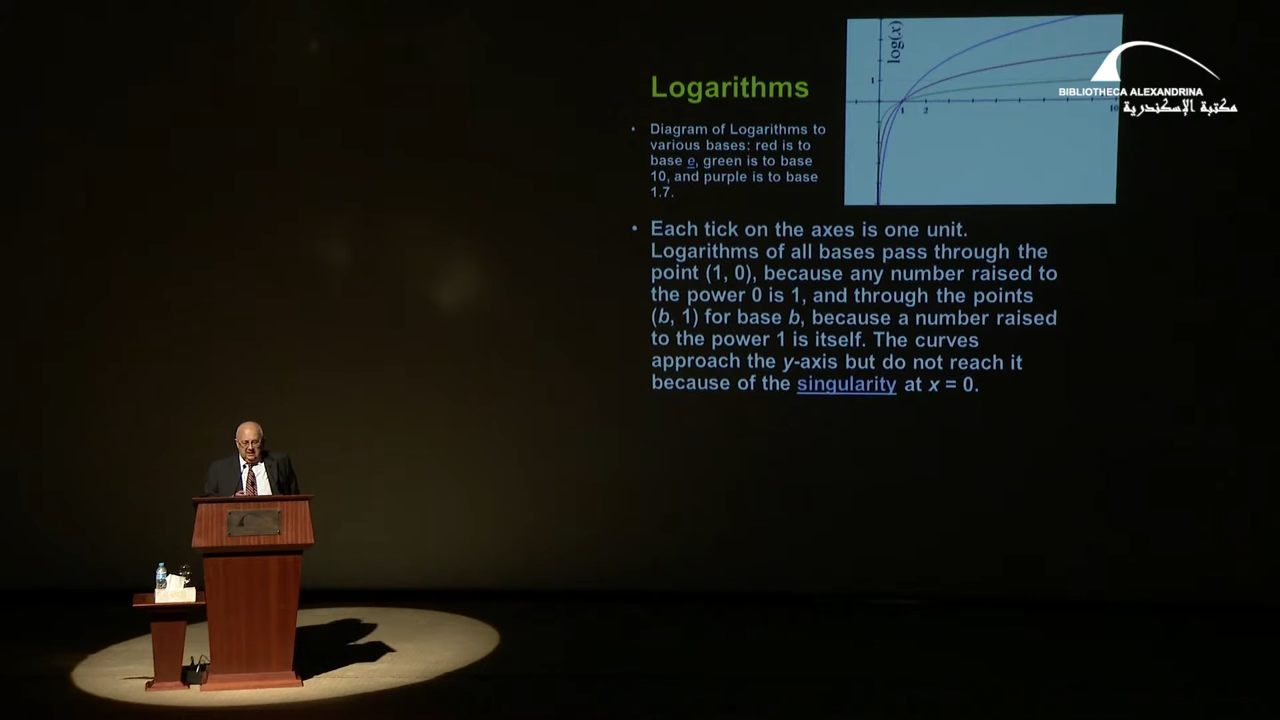 Logarithms
• Diagram of Logarithms to
various bases: red is to
base e, green is to base
10, and purple is to base
1.7.
log(x)
1
1
2
10
BIBLIOTHECA ALEXANDRINA
مكتبة الإسكندرية
• Each tick on the axes is one unit.
Logarithms of all bases pass through the
point (1, 0), because any number raised to
the power 0 is 1, and through the points
(b, 1) for base b, because a number raised
to the power 1 is itself. The curves
approach the y-axis but do not reach it
because of the singularity at x = 0.